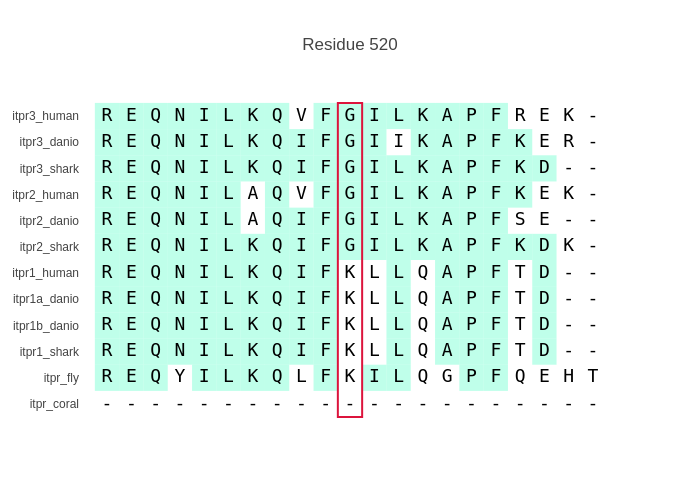 Residue 520
itpr3_human R E Q N I L K Q V F G I L K A P F R E K -
itpr3_danio R E Q N I L K Q I F G I I K A P F K E R -
itpr3_shark R E Q N I L K Q I F G I L K A P F K D - -
itpr2_human R E Q N I L A Q V F G I L K A P F K E K -
itpr2_danio R E Q N I L A Q I F G I L K A P F S E - -
itpr2_shark R E Q N I L K Q I F G I L K A P F K D K -
itpr1_human R E Q N I L K Q I F K L L Q A P F T D - -
itpr1a_danio R E Q N I L K Q I F K L L Q A P F T D - -
itpr1b_danio R E Q N I L K Q I F K L L Q A P F T D - -
itpr1_shark R E Q N I L K Q I F K L L Q A P F T D - -
itpr_fly R E Q Y I L K Q L F K I L Q G P F Q E H T
itpr_coral - - - - - - - - - - - - - - - - - - - - -